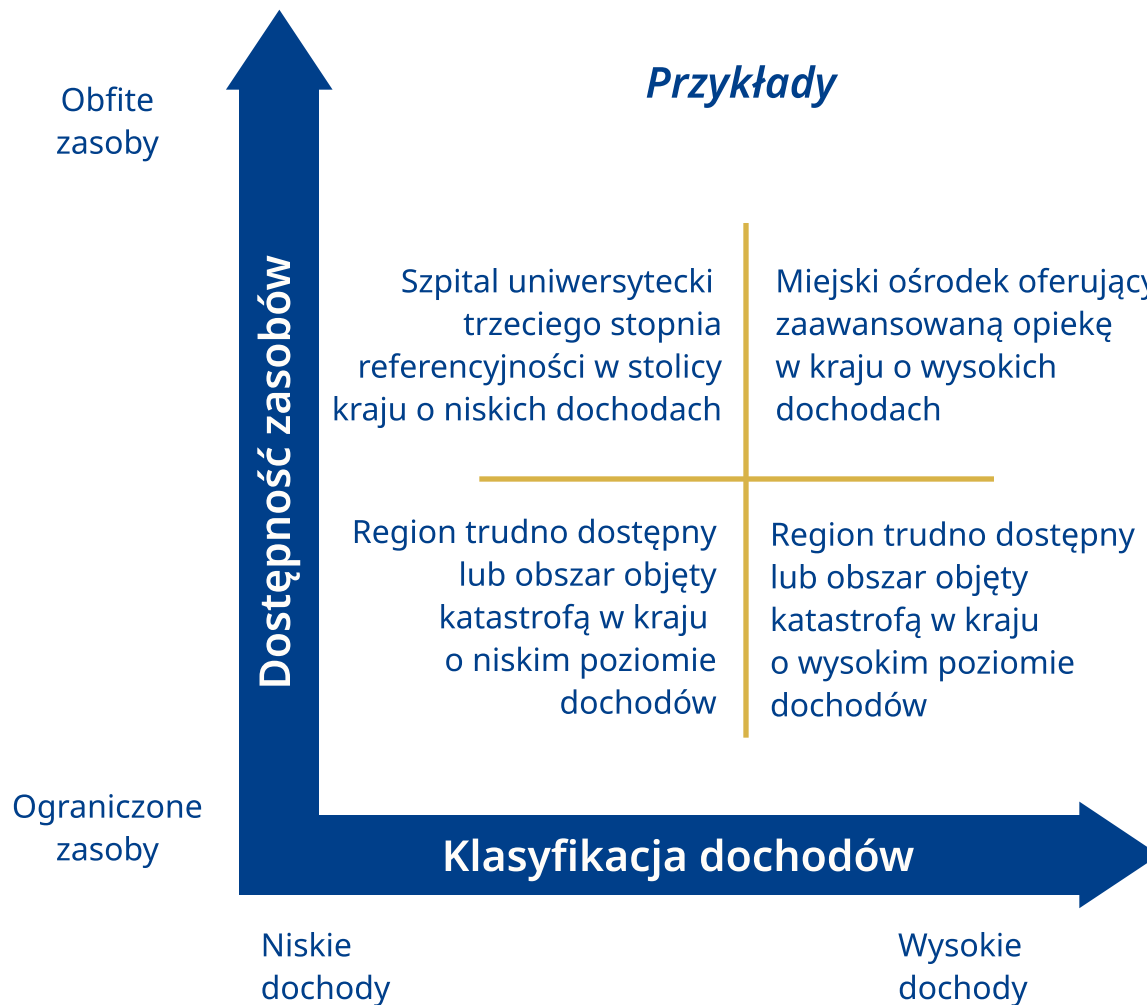 Przykłady
Obfite
zasoby
Dostępność zasobów
Szpital uniwersytecki
trzeciego stopnia
referencyjności w stolicy
kraju o niskich dochodach
Miejski ośrodek oferujący
zaawansowaną opiekę
w kraju o wysokich
dochodach
Region trudno dostępny
lub obszar objęty
katastrofą w kraju
o niskim poziomie
dochodów
Region trudno dostępny
lub obszar objęty
katastrofą w kraju
o wysokim poziomie
dochodów
Ograniczone
zasoby
Klasyfikacja dochodów
Niskie
dochody
Wysokie
dochody